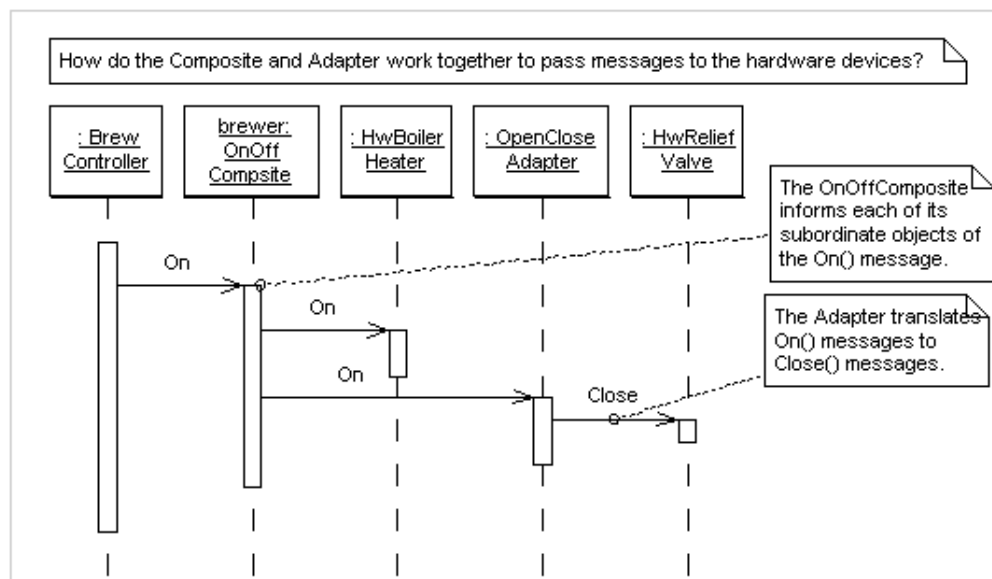 How do the Composite and Adapter work together to pass messages to the hardware devices?
: Brew
Controller
brewer:
OnOff
Compsite
: HwBoiler
Heater
: OpenClose
Adapter
: HwRelief
Valve
The OnOffComposite
informs each of its
subordinate objects of
the On() message.
On
On
The Adapter translates
On() messages to
Close() messages.
On
Close